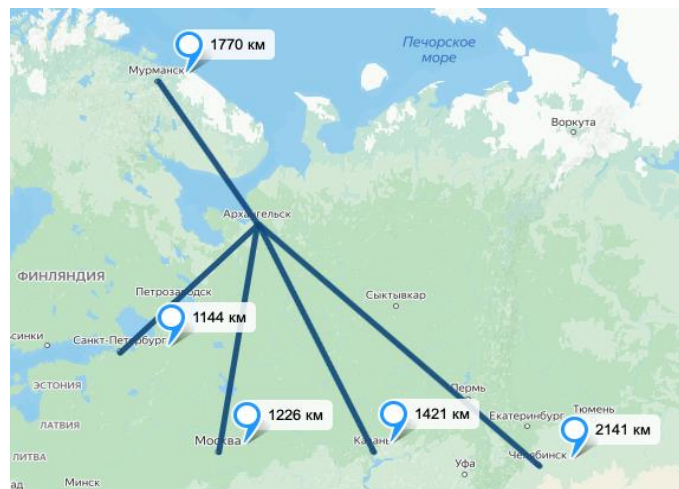 1770 км
Печорское
море
Мурманск
Воркута
Архангельск
ФИНЛЯНДИЯ
Петрозаводск
Сыктывкар
1144 км
Санкт-Петербург
ЭСТОНИЯ
Пермь
Екатеринбург
Тюмень
1226 км
1421 км
2141 км
ЛАТВИЯ
Москва
Казань
Челябинск
ЛИТВА
Уфа
Минск